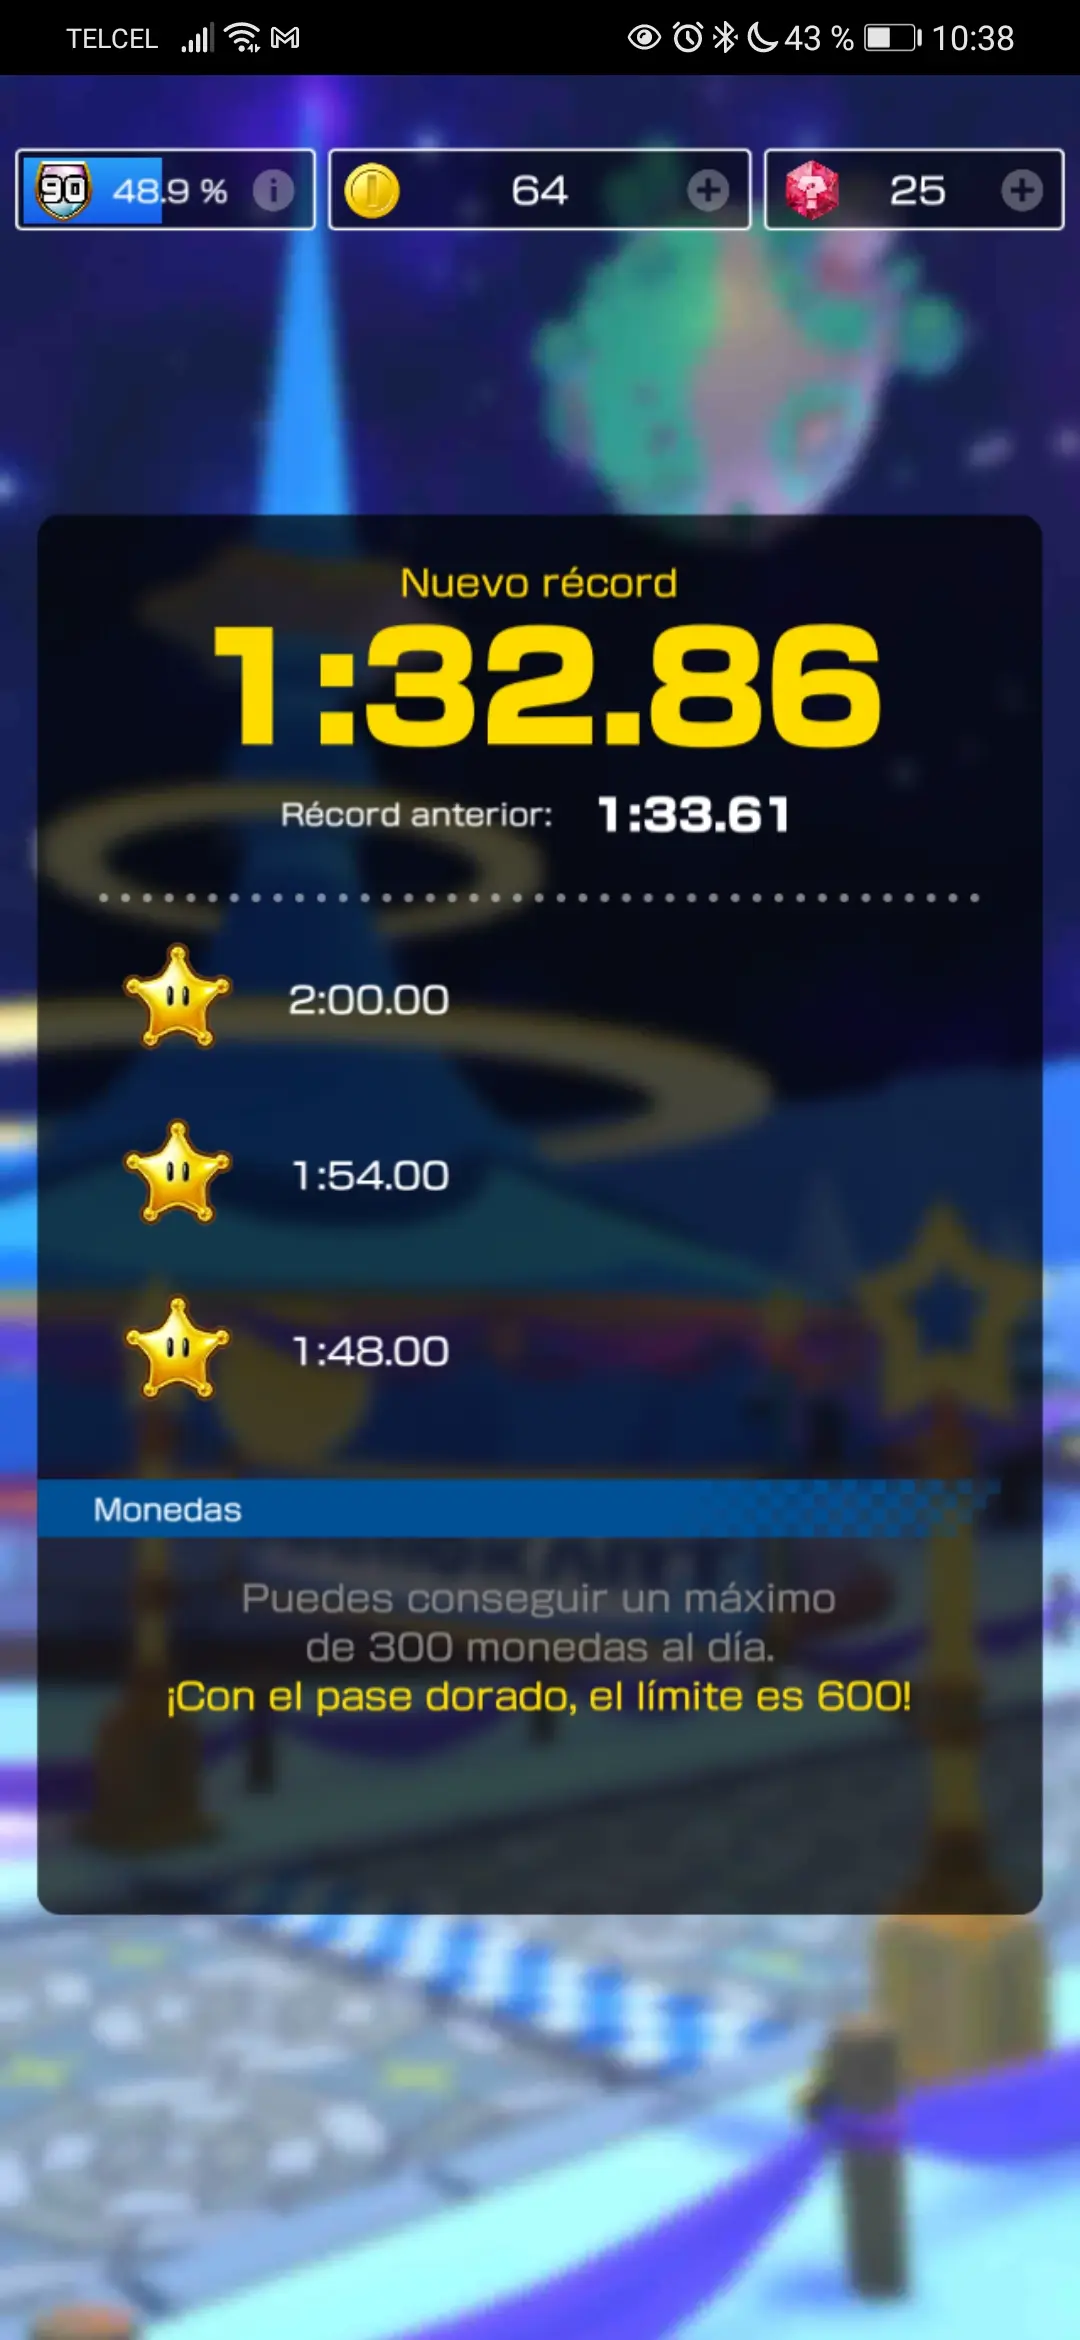 TELCEL 43 % 10:38
90 48.9 % i 64 + 25 +
Nuevo récord
1:32.86
Récord anterior: 1:33.61
2:00.00
1:54.00
1:48.00
Monedas
Puedes conseguir un máximo
de 300 monedas al día.
¡Con el pase dorado, el límite es 600!